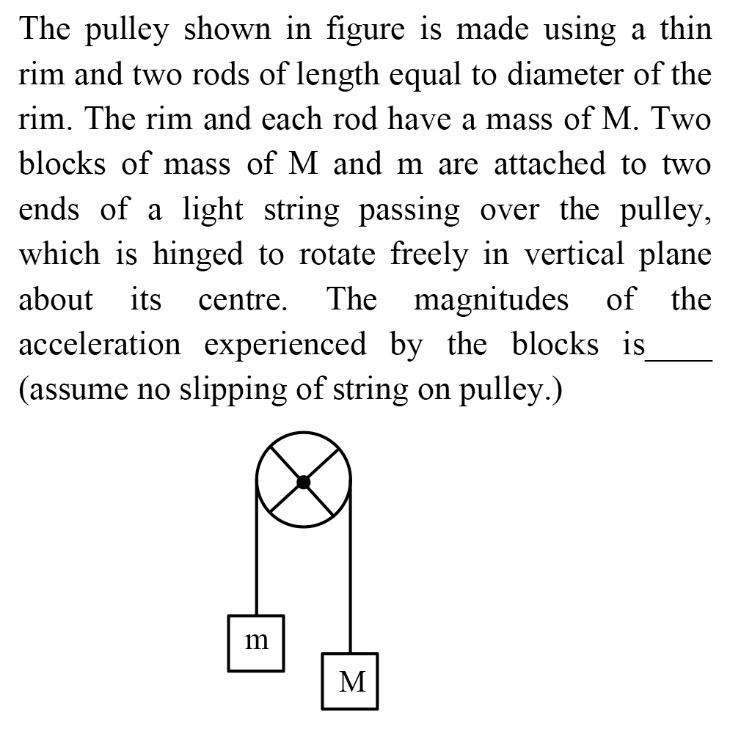 The pulley shown in figure is made using a thin
rim and two rods of length equal to diameter of the
rim. The rim and each rod have a mass of M. Two
blocks of mass of M and m are attached to two
ends of a light string passing over the pulley,
which is hinged to rotate freely in vertical plane
about its centre. The magnitudes of the
acceleration experienced by the blocks is____
(assume no slipping of string on pulley.)
m
M